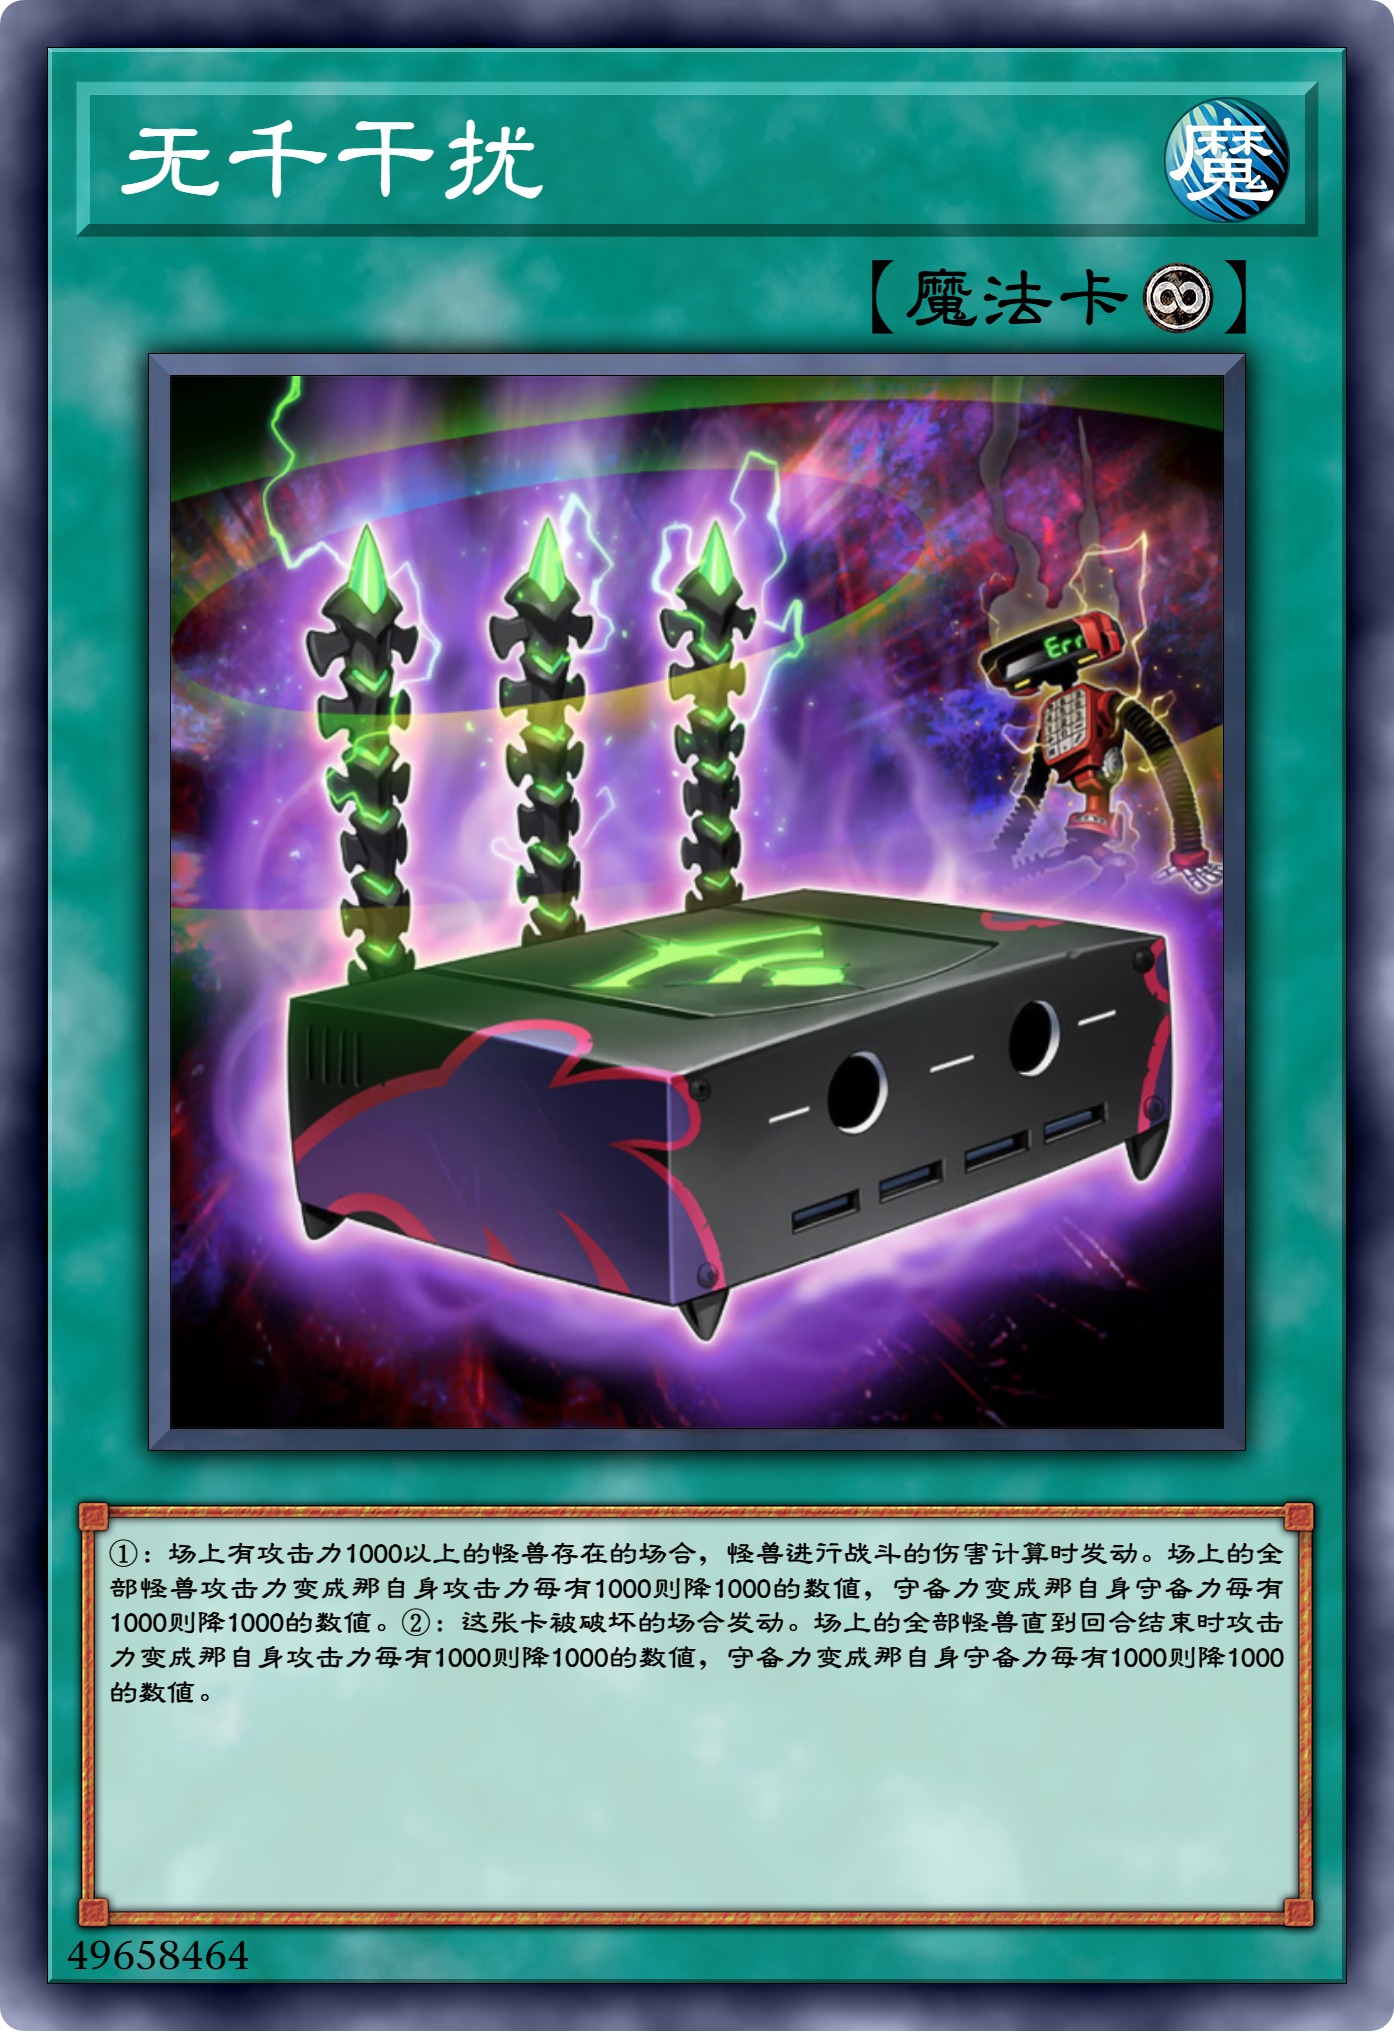 无千干扰
魔
【魔法卡】
Err
①：场上有攻击力1000以上的怪兽存在的场合，怪兽进行战斗的伤害计算时发动。场上的全
部怪兽攻击力变成那自身攻击力每有1000则降1000的数值，守备力变成那自身守备力每有
1000则降1000的数值。②：这张卡被破坏的场合发动。场上的全部怪兽直到回合结束时攻击
力变成那自身攻击力每有1000则降1000的数值，守备力变成那自身守备力每有1000则降1000
的数值。
49658464